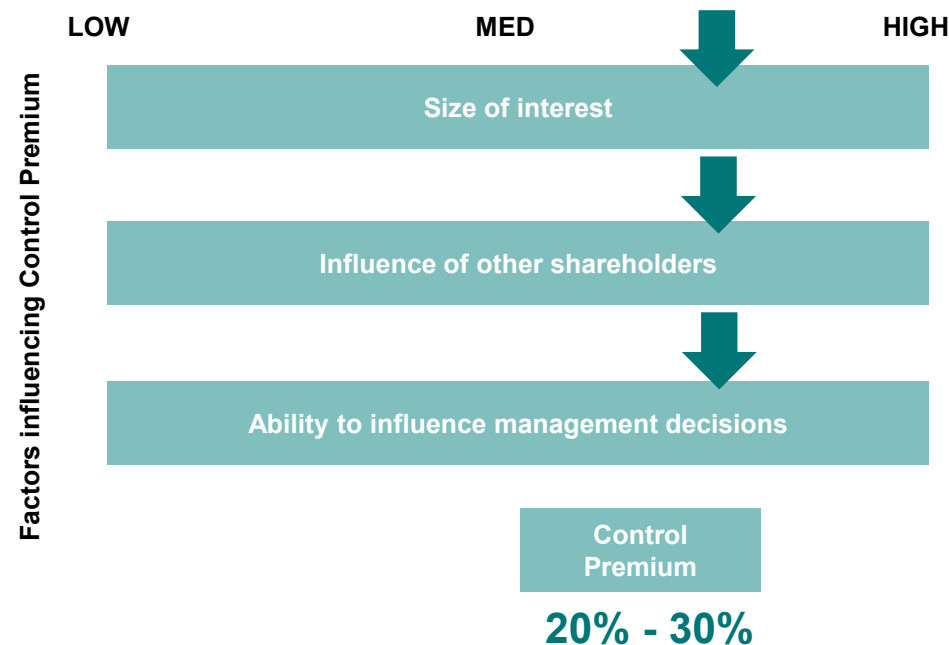 LOW MED HIGH
Factors influencing Control Premium
Size of interest
Influence of other shareholders
Ability to influence management decisions
Control
Premium
20% - 30%